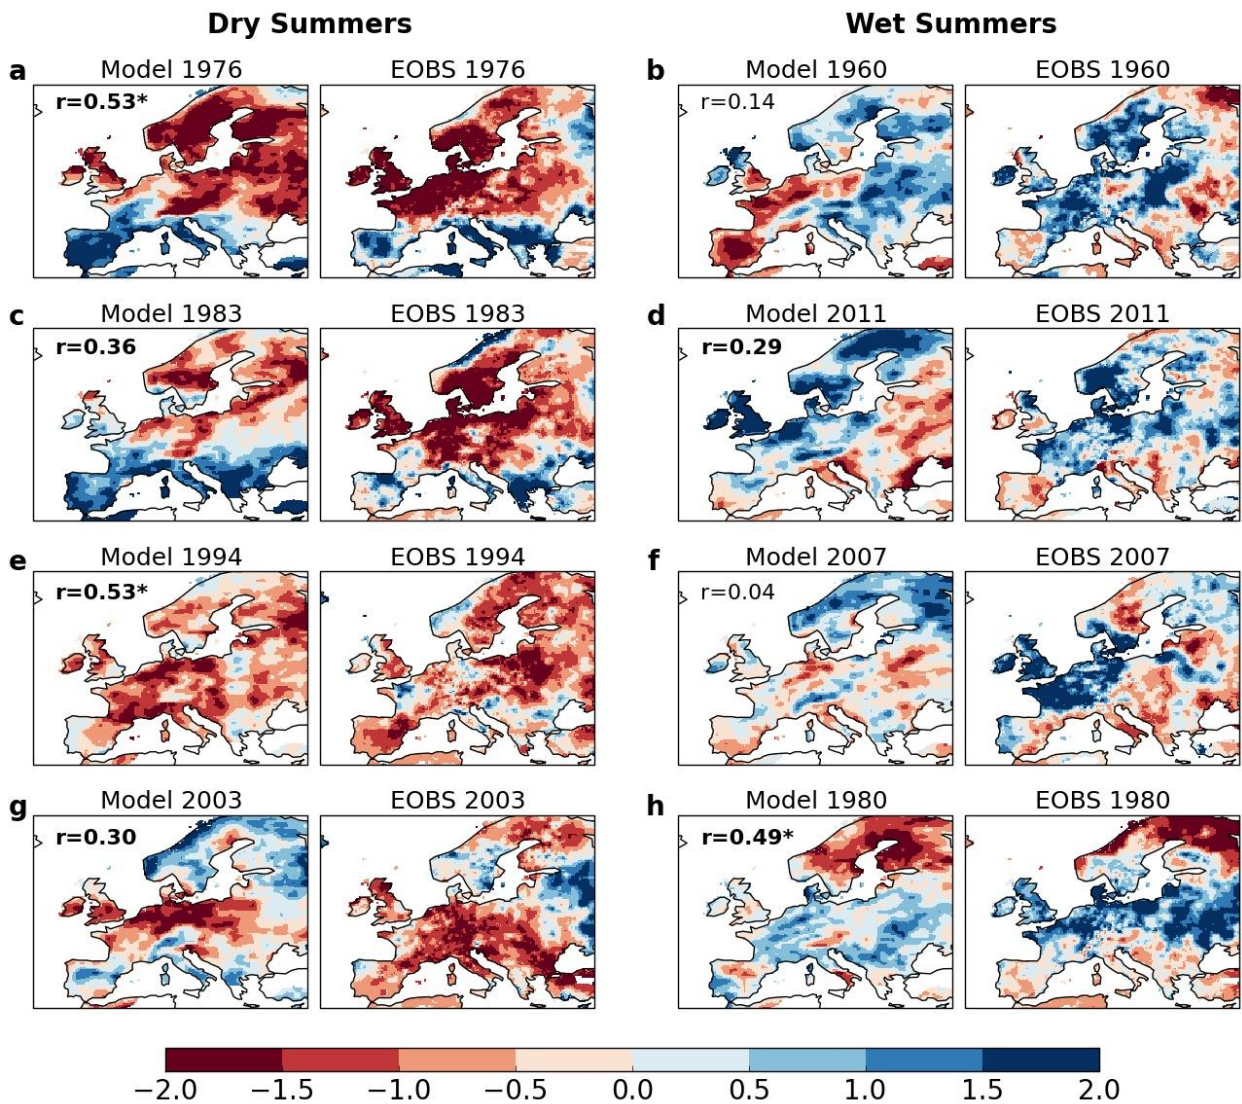 Dry Summers
Wet Summers
a
Model 1976
EOBS 1976
b
Model 1960
EOBS 1960
r=0.53*
r=0.14
c
Model 1983
EOBS 1983
d
Model 2011
EOBS 2011
r=0.36
r=0.29
e
Model 1994
EOBS 1994
f
Model 2007
EOBS 2007
r=0.53*
r=0.04
g
Model 2003
EOBS 2003
h
Model 1980
EOBS 1980
r=0.30
r=0.49*
−2.0 −1.5 −1.0 −0.5 0.0 0.5 1.0 1.5 2.0